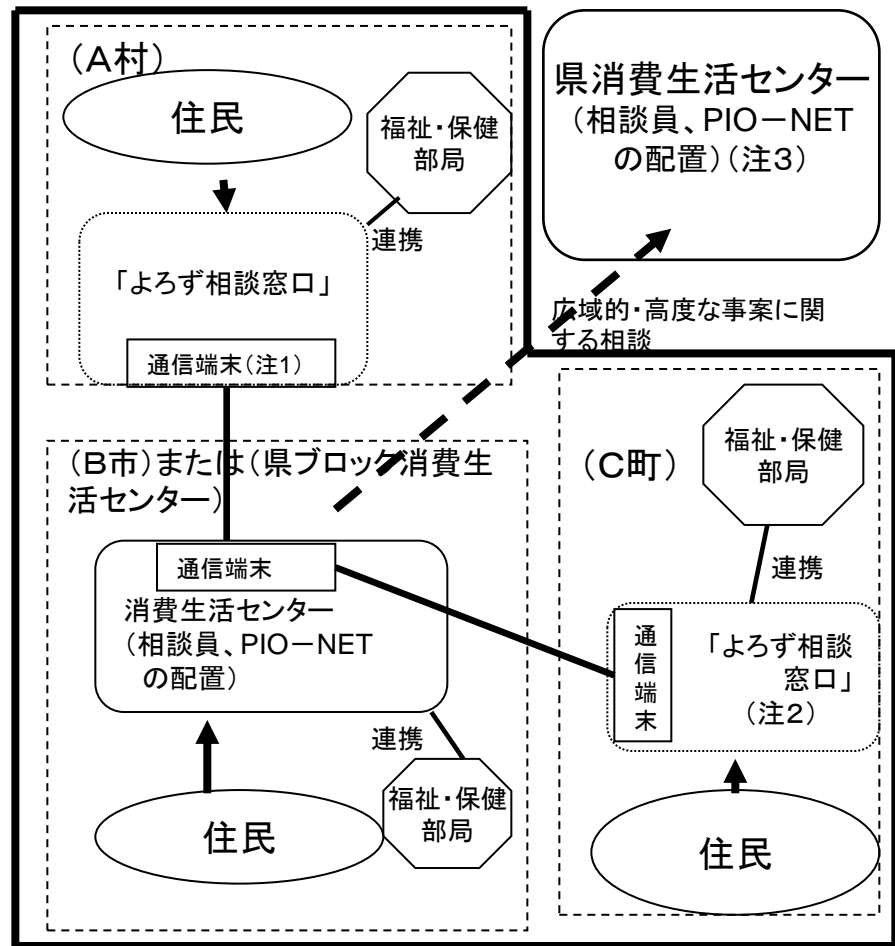 (A村)
住民
福祉・保健
部局
連携
「よろず相談窓口」
通信端末(注1)
県消費生活センター
(相談員、PIO-NET
の配置)(注3)
広域的・高度な事案に関
する相談
(B市)または(県ブロック消費生
活センター)
通信端末
消費生活センター
(相談員、PIO-NET
の配置)
連携
福祉・保健
部局
住民
(C町)
福祉・保健
部局
連携
通信端末
「よろず相談
窓口」
(注2)
住民